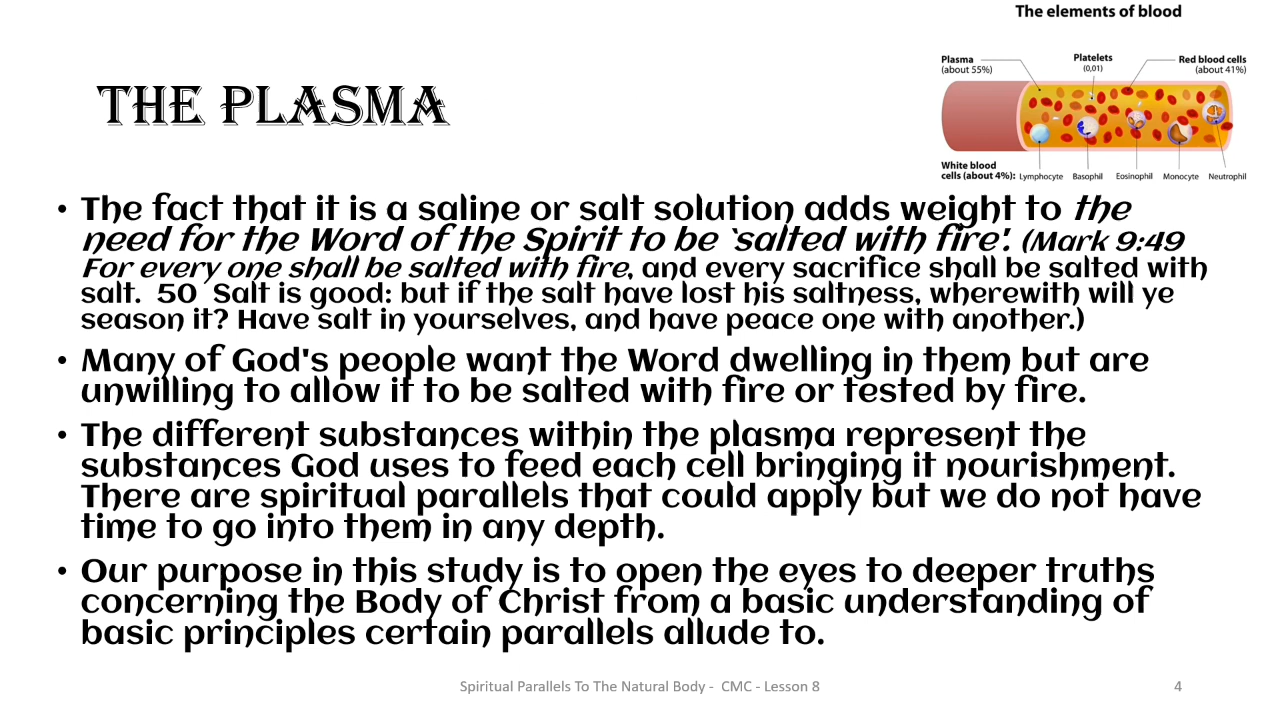 The elements of blood
Plasma
(about 55%)
Platelets
(0,01)
Red blood cells
(about 41%)
White blood
cells (about 4%):
Lymphocyte
Basophil
Eosinophil
Monocyte
Neutrophil
THE PLASMA
• The fact that it is a saline or salt solution adds weight to the
need for the Word of the Spirit to be ‘salted with fire’. (Mark 9:49
For every one shall be salted with fire, and every sacrifice shall be salted with
salt. 50 Salt is good: but if the salt have lost his saltness, wherewith will ye
season it? Have salt in yourselves, and have peace one with another.)
• Many of God's people want the Word dwelling in them but are
unwilling to allow it to be salted with fire or tested by fire.
• The different substances within the plasma represent the
substances God uses to feed each cell bringing it nourishment.
There are spiritual parallels that could apply but we do not have
time to go into them in any depth.
• Our purpose in this study is to open the eyes to deeper truths
concerning the Body of Christ from a basic understanding of
basic principles certain parallels allude to.
Spiritual Parallels To The Natural Body - CMC - Lesson 8
4